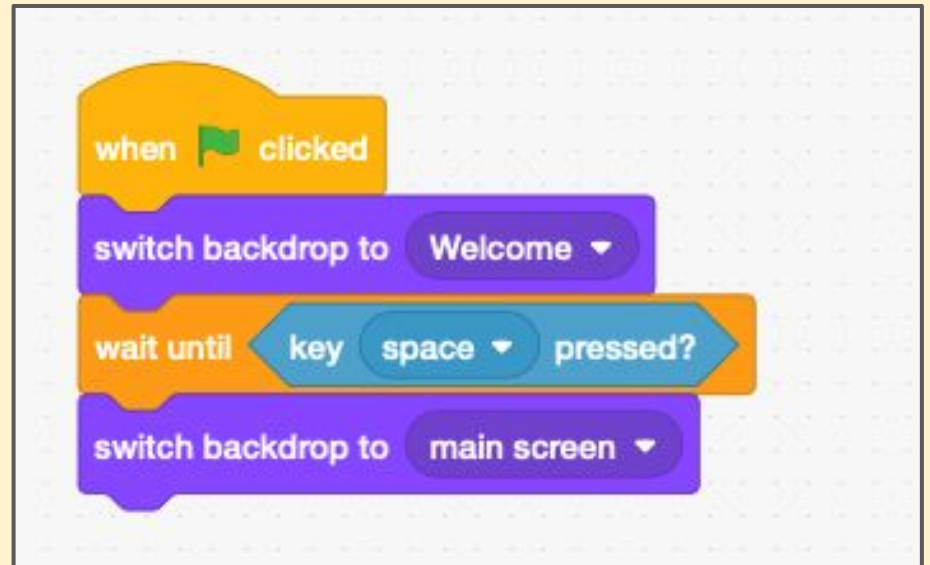 when clicked
switch backdrop to Welcome
wait until key space pressed?
switch backdrop to main screen